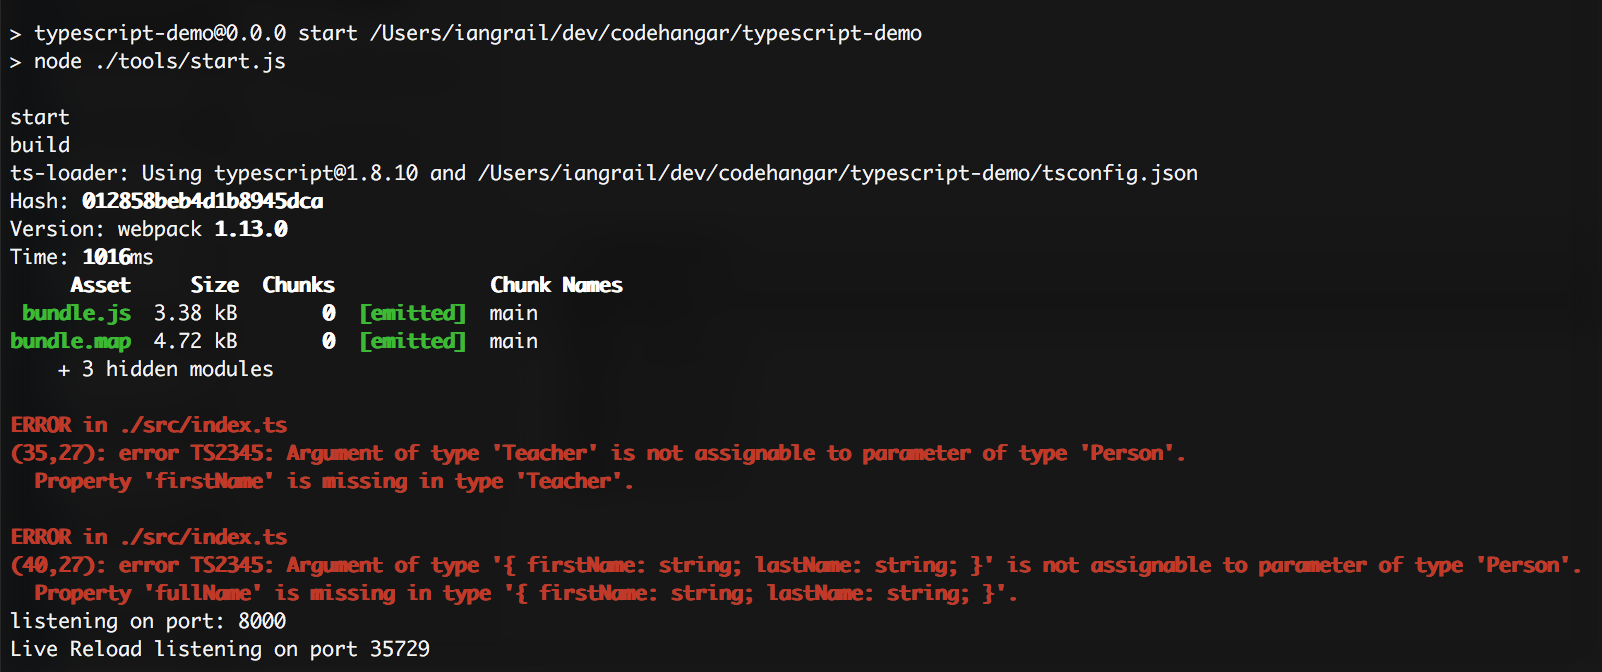 > typescript-demo@0.0.0 start /Users/iangrail/dev/codehangar/typescript-demo
> node ./tools/start.js
start
build
ts-loader: Using typescript@1.8.10 and /Users/iangrail/dev/codehangar/typescript-demo/tsconfig.json
Hash: 012858beb4d1b8945dca
Version: webpack 1.13.0
Time: 1016ms
Asset Size Chunks Chunk Names
bundle.js 3.38 kB 0 [emitted] main
bundle.map 4.72 kB 0 [emitted] main
+ 3 hidden modules
ERROR in ./src/index.ts
(35,27): error TS2345: Argument of type 'Teacher' is not assignable to parameter of type 'Person'.
Property 'firstName' is missing in type 'Teacher'.
ERROR in ./src/index.ts
(40,27): error TS2345: Argument of type '{ firstName: string; lastName: string; }' is not assignable to parameter of type 'Person'.
Property 'fullName' is missing in type '{ firstName: string; lastName: string; }'.
listening on port: 8000
Live Reload listening on port 35729